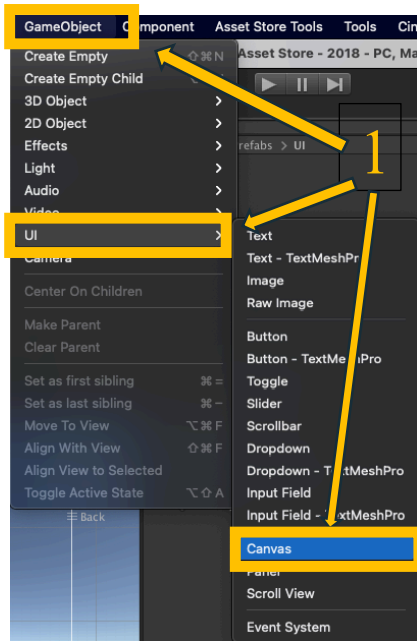 GameObject Component Asset Store Tools Tools Cin
Create Empty ⇧⌘N
Create Empty Child
3D Object
2D Object
Effects
Light
Audio
Video
UI
Camera
Center On Children
Make Parent
Clear Parent
Set as first sibling ⌘=
Set as last sibling ⌘-
Move To View ⌥⌘F
Align With View ⇧⌘F
Align View to Selected
Toggle Active State ⌥⇧A
Back
Asset Store - 2018 - PC, Ma
refabs > UI
1
Text
Text - TextMeshPr
Image
Raw Image
Button
Button - TextMeshPro
Toggle
Slider
Scrollbar
Dropdown
Dropdown - TextMeshPro
Input Field
Input Field - TextMeshPro
Canvas
Panel
Scroll View
Event System